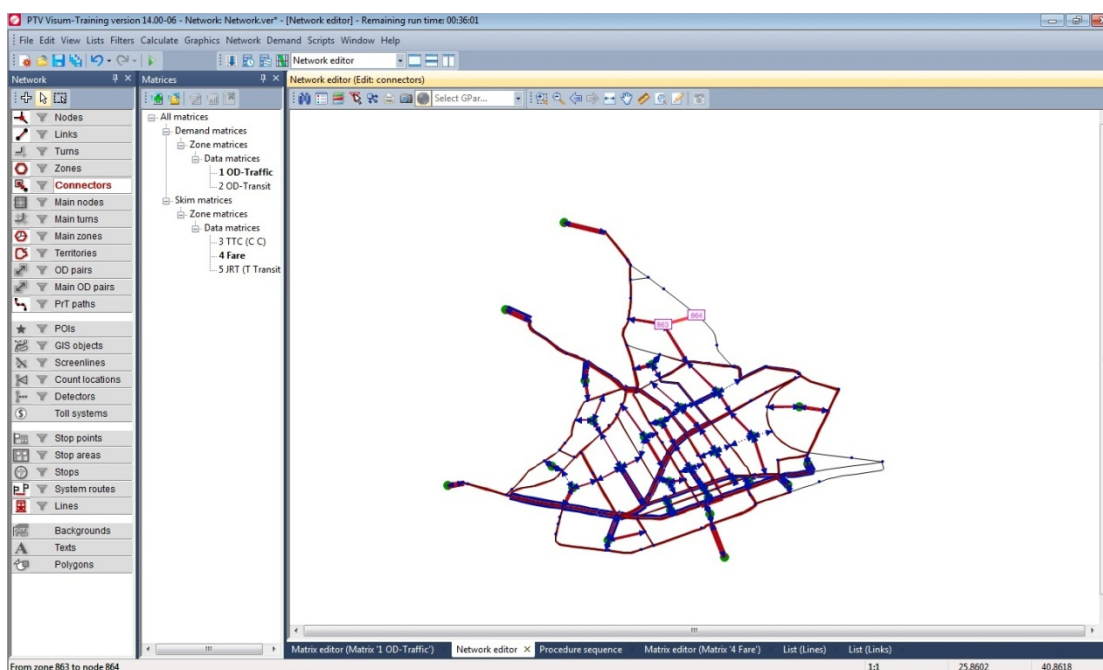 PTV Visum-Training version 14.00-06 - Network: Network.ver* - [Network editor] - Remaining run time: 00:36:01
File Edit View Lists Filters Calculate Graphics Network Demand Scripts Window Help
Network editor
Network
Matrices
Network editor (Edit: connectors)
Select GPar...
Nodes
Links
Turns
Zones
Connectors
Main nodes
Main turns
Main zones
Territories
OD pairs
Main OD pairs
PrT paths
POIs
GIS objects
Screenlines
Count locations
Detectors
Toll systems
Stop points
Stop areas
Stops
System routes
Lines
Backgrounds
Texts
Polygons
All matrices
Demand matrices
Zone matrices
Data matrices
1 OD-Traffic
2 OD-Transit
Skim matrices
Zone matrices
Data matrices
3 TTC (C C)
4 Fare
5 JRT (T Transit
864
863
Matrix editor (Matrix '1 OD-Traffic')
Network editor
Procedure sequence
Matrix editor (Matrix '4 Fare')
List (Lines)
List (Links)
From zone 863 to node 864
1:1
25.8602
40.8618